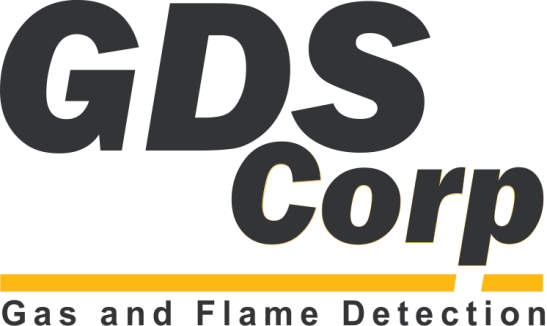 GDS
Corp
Gas and Flame Detection